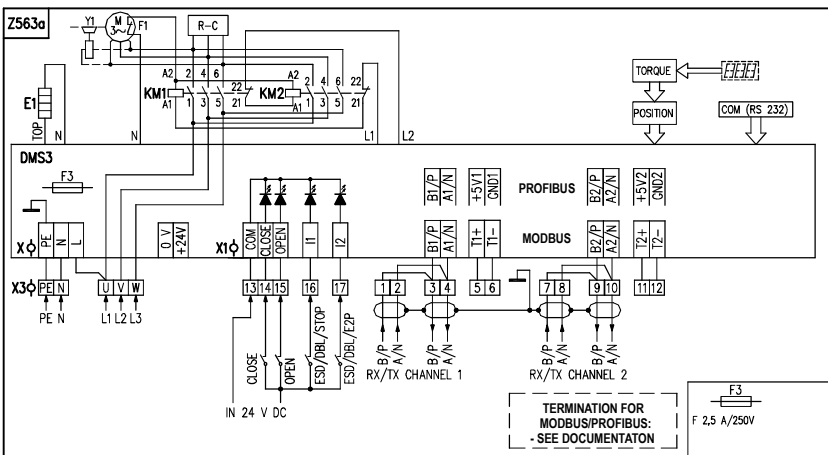 Z563a
Y1 M 3~ F1 R-C
A2 2 4 6 22 A2 2 4 6 22
KM1 KM2
A1 1 3 5 21 A1 1 3 5 21
E1
TOP N N L1 L2
TORQUE
POSITION COM (RS 232)
DMS3
F3
B1/P A1/N +5V1 GND1 PROFIBUS B2/P A2/N +5V2 GND2
X PE N L 0 V +24V X1 COM CLOSE OPEN I1 I2 B1/P A1/N T1+ T1- MODBUS B2/P A2/N T2+ T2-
X3 PE N U V W 13 14 15 16 17 1 2 3 4 5 6 7 8 9 10 11 12
PE N L1 L2 L3
CLOSE OPEN ESD/DBL/STOP ESD/DBL/E2P
B/P A/N B/P A/N B/P A/N B/P A/N
RX/TX CHANNEL 1 RX/TX CHANNEL 2
IN 24 V DC
TERMINATION FOR
MODBUS/PROFIBUS:
- SEE DOCUMENTATON
F3
F 2,5 A/250V